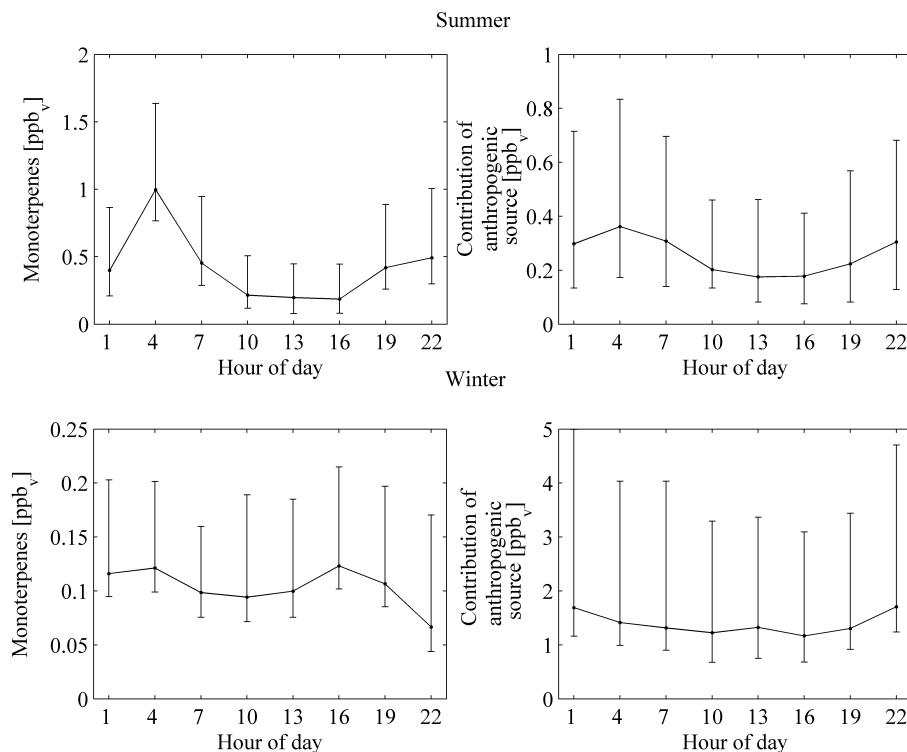 Summer
Monoterpenes [ppbv]
2
1.5
1
0.5
0
1 4 7 10 13 16 19 22
Hour of day
Contribution of
anthropogenic
source [ppbv]
1
0.8
0.6
0.4
0.2
0
1 4 7 10 13 16 19 22
Hour of day
Winter
Monoterpenes [ppbv]
0.25
0.2
0.15
0.1
0.05
0
1 4 7 10 13 16 19 22
Hour of day
Contribution of
anthropogenic
source [ppbv]
5
4
3
2
1
0
1 4 7 10 13 16 19 22
Hour of day